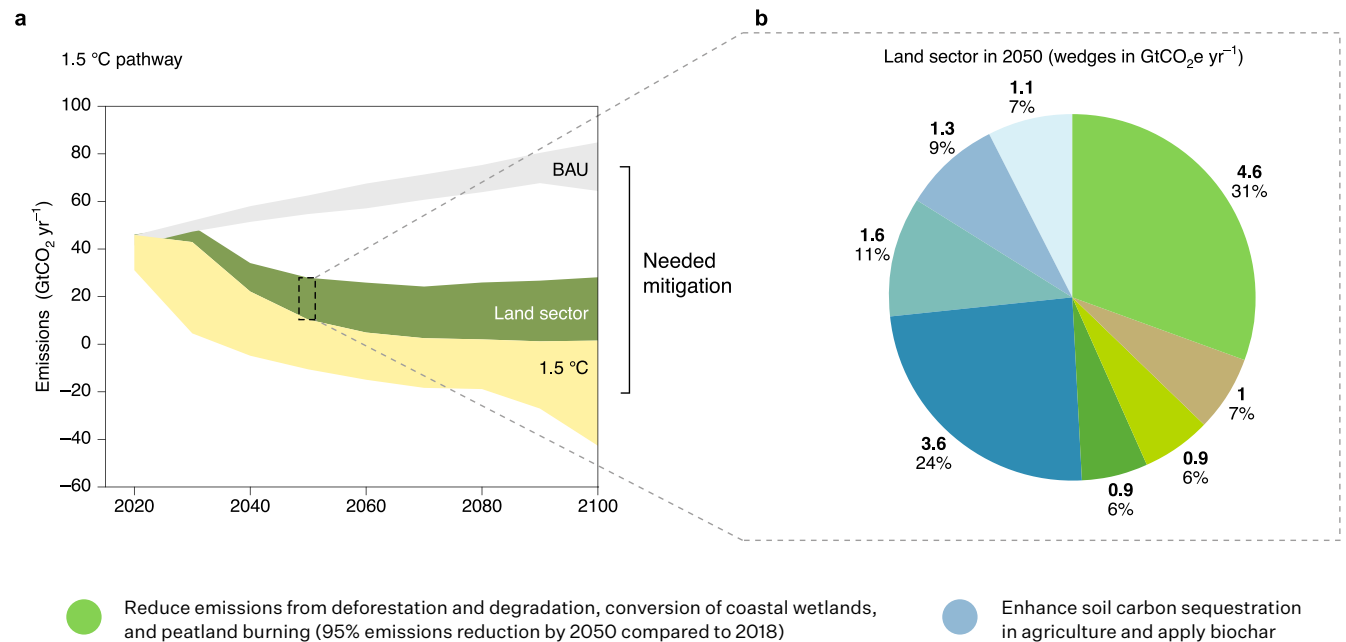 a
b
1.5 °C pathway
Land sector in 2050 (wedges in GtCO₂e yr⁻¹)
Emissions (GtCO₂ yr⁻¹)
100
80
60
40
20
0
−20
−40
−60
2020
2040
2060
2080
2100
BAU
Land sector
1.5 °C
Needed
mitigation
4.6
31%
1
7%
0.9
6%
0.9
6%
3.6
24%
1.6
11%
1.3
9%
1.1
7%
Reduce emissions from deforestation and degradation, conversion of coastal wetlands,
and peatland burning (95% emissions reduction by 2050 compared to 2018)
Enhance soil carbon sequestration
in agriculture and apply biochar